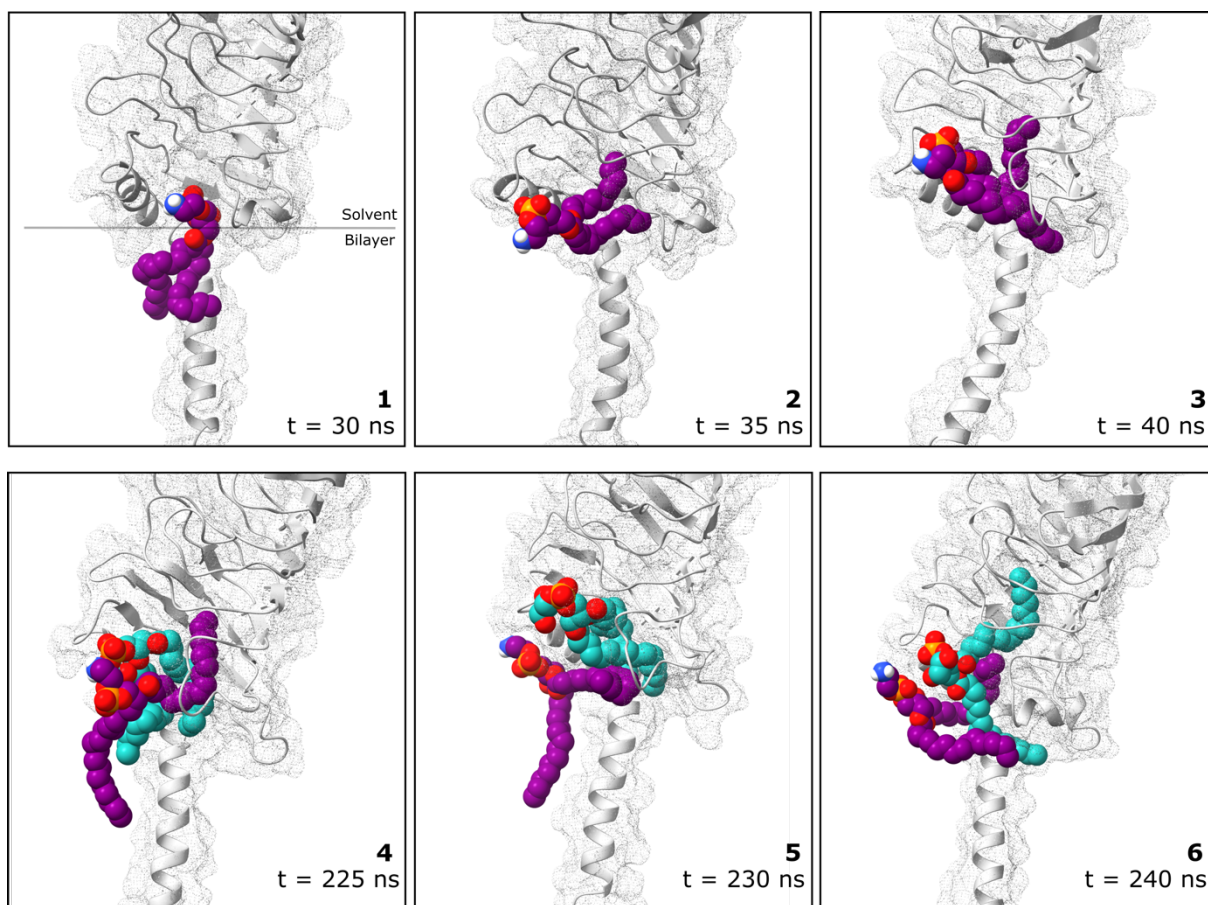 Solvent
Bilayer
1
t = 30 ns
2
t = 35 ns
3
t = 40 ns
4
t = 225 ns
5
t = 230 ns
6
t = 240 ns